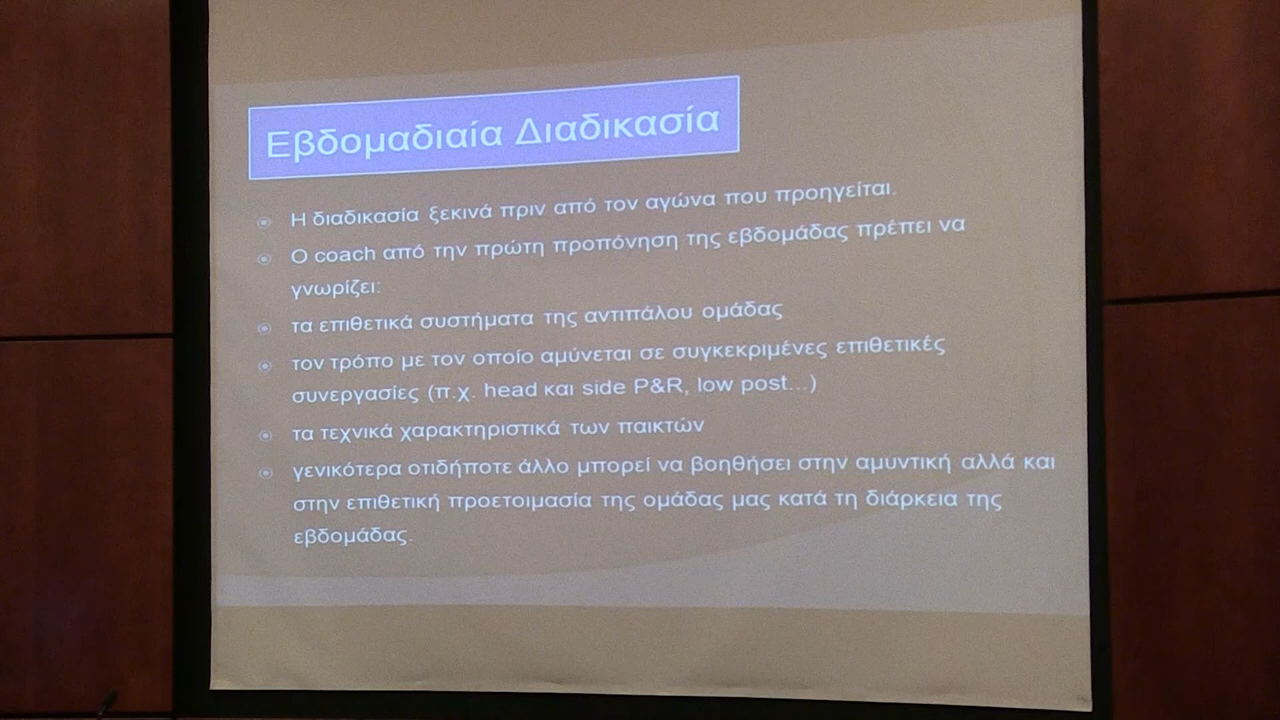 Εβδομαδιαία Διαδικασία
Η διαδικασία ξεκινά πριν από τον αγώνα που προηγείται.
Ο coach από την πρώτη προπόνηση της εβδομάδας πρέπει να
γνωρίζει:
τα επιθετικά συστήματα της αντιπάλου ομάδας
τον τρόπο με τον οποίο αμύνεται σε συγκεκριμένες επιθετικές
συνεργασίες (π.χ. head και side P&R, low post...)
τα τεχνικά χαρακτηριστικά των παικτών
γενικότερα οτιδήποτε άλλο μπορεί να βοηθήσει στην αμυντική αλλά και
στην επιθετική προετοιμασία της ομάδας μας κατά τη διάρκεια της
εβδομάδας.